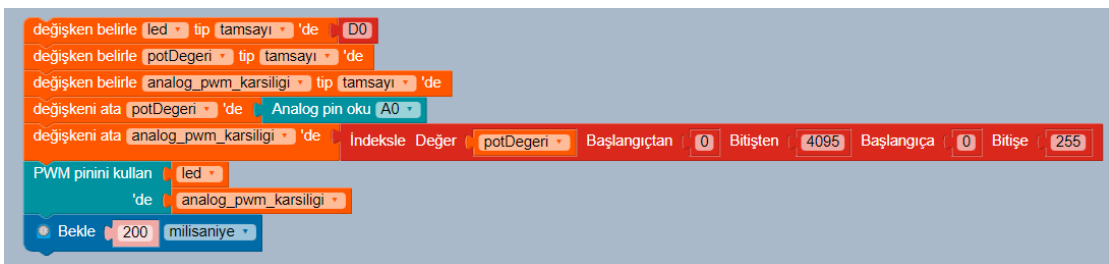 değişken belirle led tip tamsayı 'de D0
değişken belirle potDegeri tip tamsayı 'de
değişken belirle analog_pwm_karsiligi tip tamsayı 'de
değişkeni ata potDegeri 'de Analog pin oku A0
değişkeni ata analog_pwm_karsiligi 'de İndeksle Değer potDegeri Başlangıçtan 0 Bitişten 4095 Başlangıça 0 Bitişe 255
PWM pinini kullan led
'de analog_pwm_karsiligi
Bekle 200 milisaniye